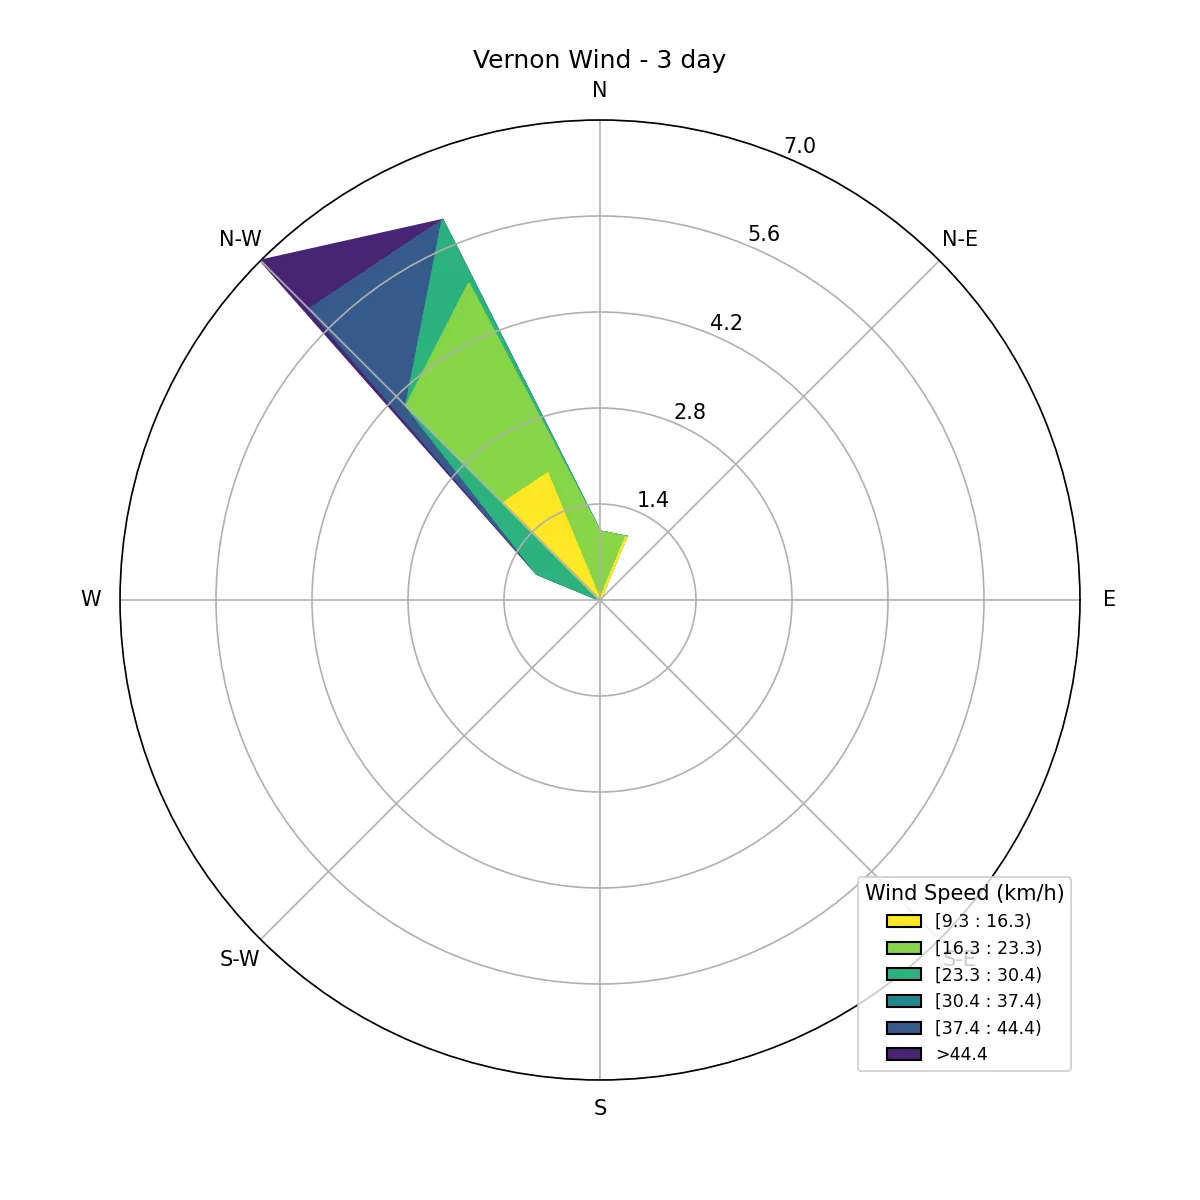 Vernon Wind - 3 day
N
7.0
N-W
5.6
N-E
4.2
2.8
1.4
W
E
Wind Speed (km/h)
[9.3 : 16.3)
[16.3 : 23.3)
S-W
S-E
[23.3 : 30.4)
[30.4 : 37.4)
[37.4 : 44.4)
>44.4
S